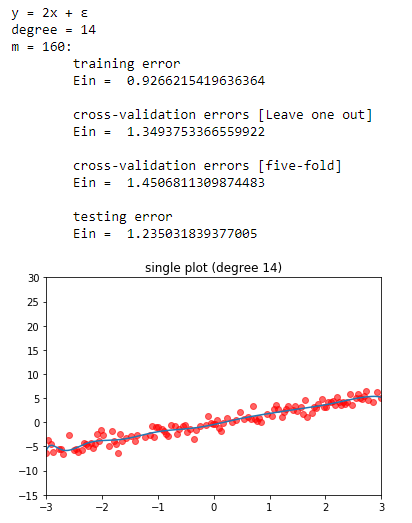 y = 2x + ε
degree = 14
m = 160:
training error
Ein = 0.9266215419636364
cross-validation errors [Leave one out]
Ein = 1.3493753366559922
cross-validation errors [five-fold]
Ein = 1.4506811309874483
testing error
Ein = 1.235031839377005
single plot (degree 14)
30
25
20
15
10
5
0
−5
−10
−15
−3 −2 −1 0 1 2 3